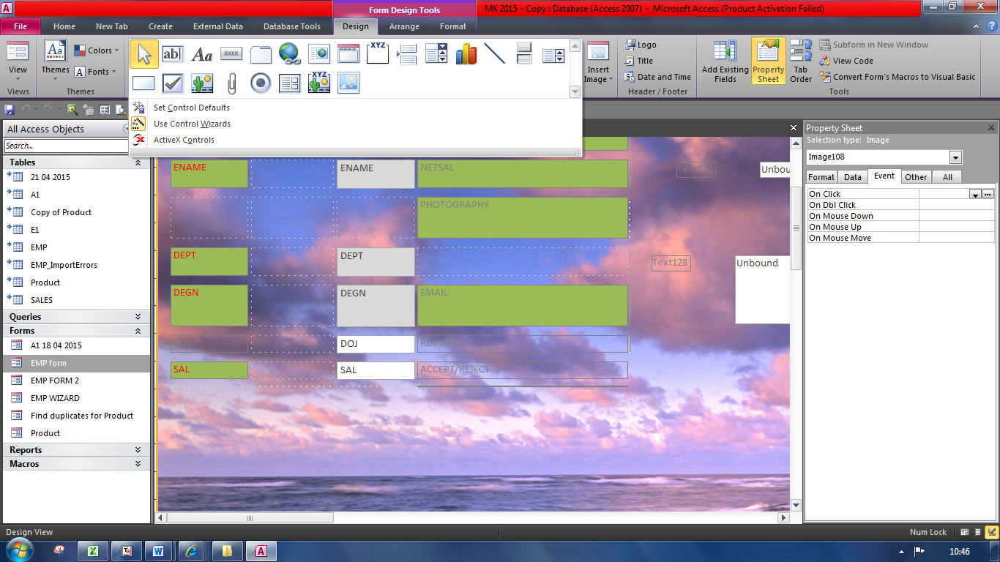 Form Design Tools
MK 2015 - Copy : Database (Access 2007) - Microsoft Access (Product Activation Failed)
File Home New Tab Create External Data Database Tools Design Arrange Format
View
Views
Aa
Themes
Colors
A Fonts
Themes
ab|
Aa
XXXX
XYZ
XYZ
Set Control Defaults
Use Control Wizards
ActiveX Controls
Insert Image
Logo
Title
Date and Time
Header / Footer
Add Existing Fields
Property Sheet
Tab Order
Subform in New Window
View Code
Convert Form's Macros to Visual Basic
Tools
All Access Objects
Search...
Tables
21 04 2015
A1
Copy of Product
E1
EMP
EMP_ImportErrors
Product
SALES
Queries
Forms
A1 18 04 2015
EMP form
EMP FORM 2
EMP WIZARD
Find duplicates for Product
Product
Reports
Macros
ENAME ENAME NETSAL Unbou
PHOTOGRAPHY
DEPT DEPT Text128 Unbound
DEGN DEGN EMAIL
DOJ DOJ REMARKS
SAL SAL ACCEPT/REJECT
Property Sheet
Selection type: Image
Image108
Format Data Event Other All
On Click
On Dbl Click
On Mouse Down
On Mouse Up
On Mouse Move
Design View
Num Lock
10:46